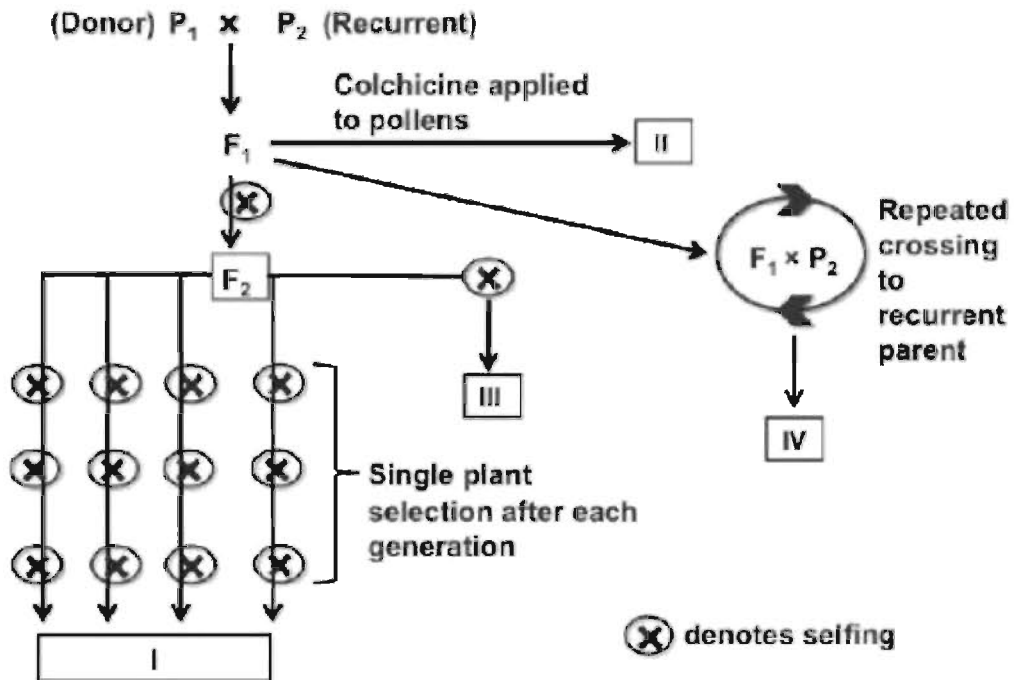 (Donor) P₁ × P₂ (Recurrent)
Colchicine applied
to pollens
F₁
II
Repeated
crossing
to
recurrent
parent
F₁ × P₂
F₂
III
IV
Single plant
selection after each
generation
I
denotes selfing